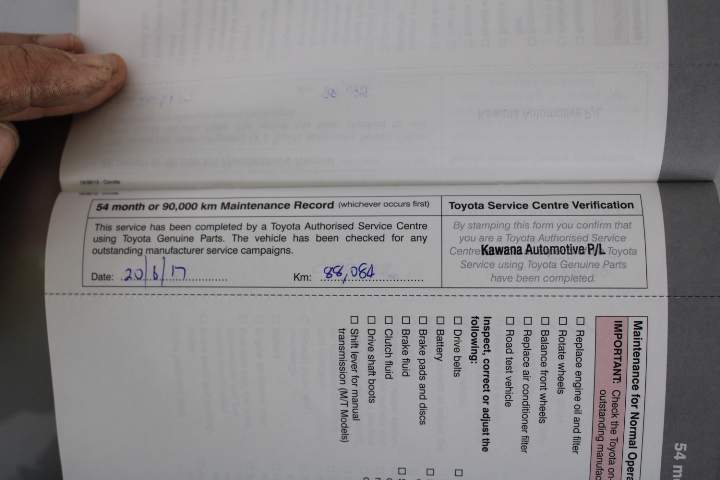 54 month or 90,000 km Maintenance Record (whichever occurs first)
This service has been completed by a Toyota Authorised Service Centre
using Toyota Genuine Parts. The vehicle has been checked for any
outstanding manufacturer service campaigns.
Date: 20/6/17 Km: 88,084
Toyota Service Centre Verification
By stamping this form you confirm that
you are a Toyota Authorised Service
Centre Toyota
Kawana Automotive P/L
Service using Toyota Genuine Parts
have been completed.
54 m
Maintenance for Normal Opera
IMPORTANT: Check the Toyota on-
outstanding manufac
☐ Replace engine oil and filter
☐ Rotate wheels
☐ Balance front wheels
☐ Replace air conditioner filter
☐ Road test vehicle
Inspect, correct or adjust the
following:
☐ Drive belts
☐ Battery
☐ Brake pads and discs
☐ Brake fluid
☐ Clutch fluid
☐ Drive shaft boots
☐ Shift lever for manual
transmission (M/T Models)